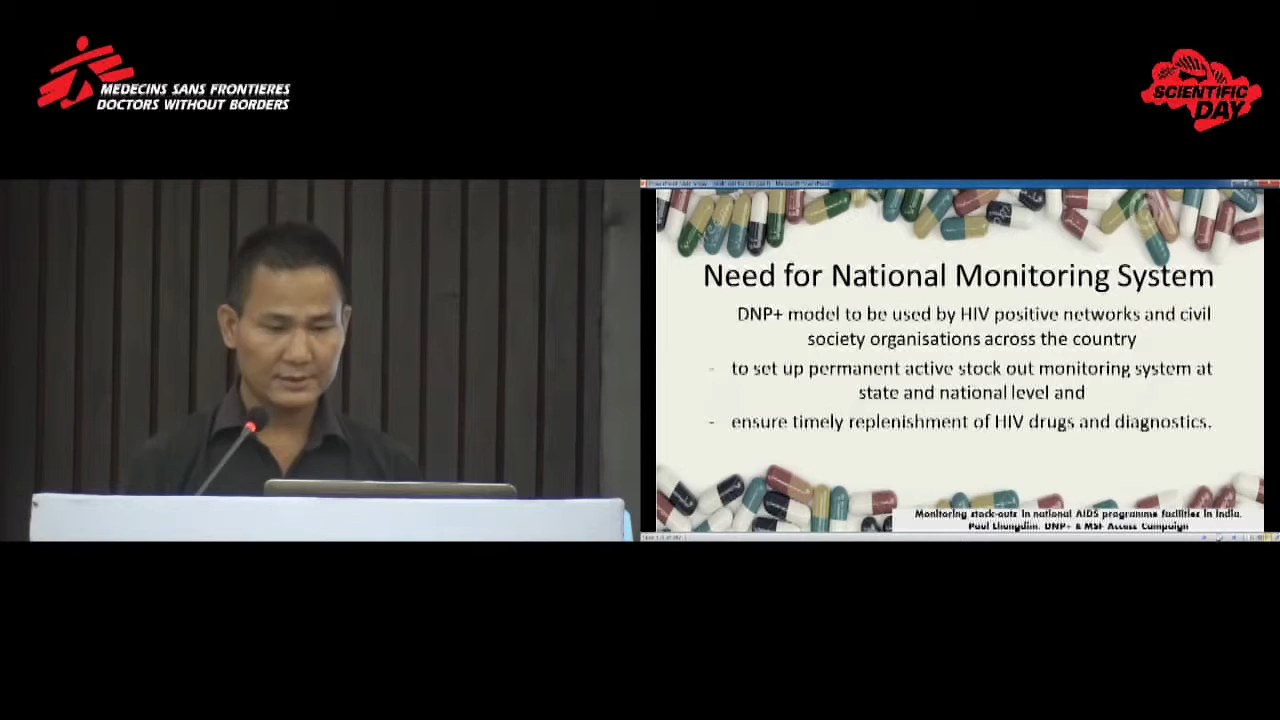 MEDECINS SANS FRONTIERES
DOCTORS WITHOUT BORDERS
SCIENTIFIC
DAY
Need for National Monitoring System
DNP+ model to be used by HIV positive networks and civil
society organisations across the country
- to set up permanent active stock out monitoring system at
state and national level and
- ensure timely replenishment of HIV drugs and diagnostics.
Monitoring stock-outs in national AIDS programme facilities in India.
Paul Lhungdim, DNP+ & MSF Access Campaign